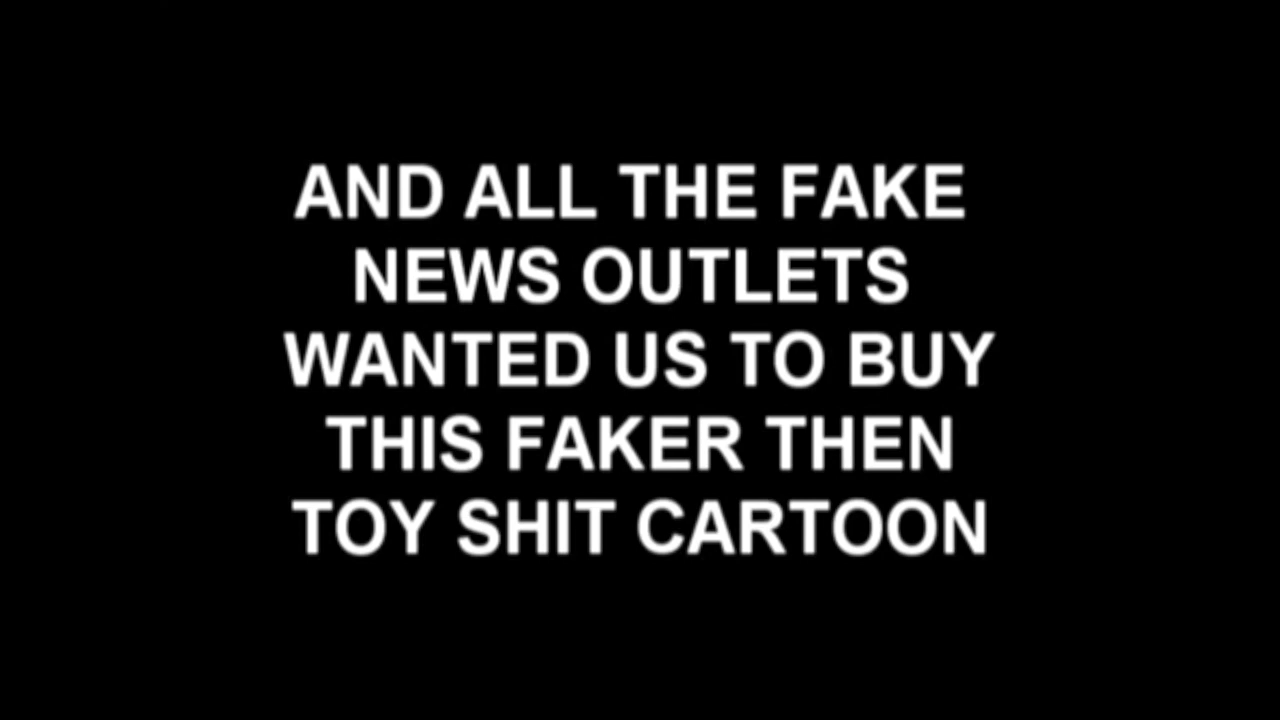 AND ALL THE FAKE
NEWS OUTLETS
WANTED US TO BUY
THIS FAKER THEN
TOY SHIT CARTOON